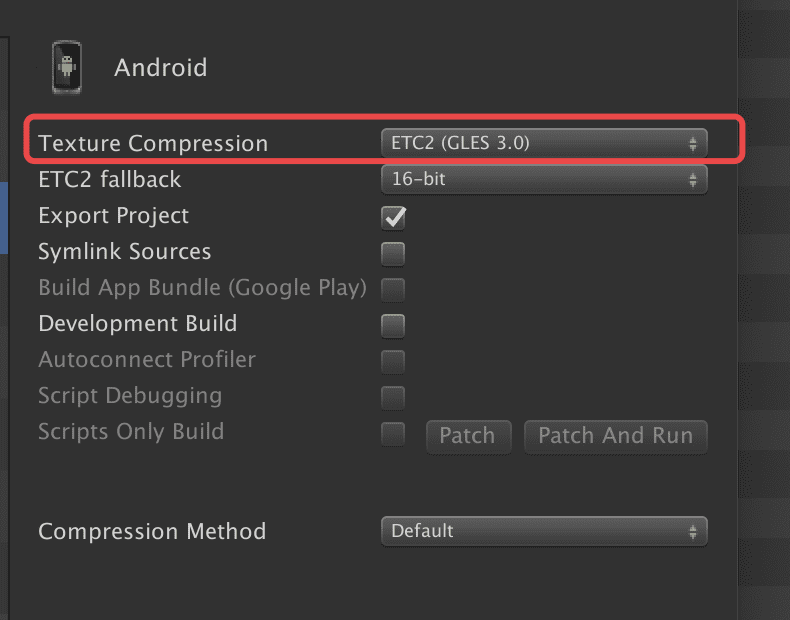 Android
Texture Compression ETC2 (GLES 3.0)
ETC2 fallback 16-bit
Export Project
Symlink Sources
Build App Bundle (Google Play)
Development Build
Autoconnect Profiler
Script Debugging
Scripts Only Build Patch Patch And Run
Compression Method Default